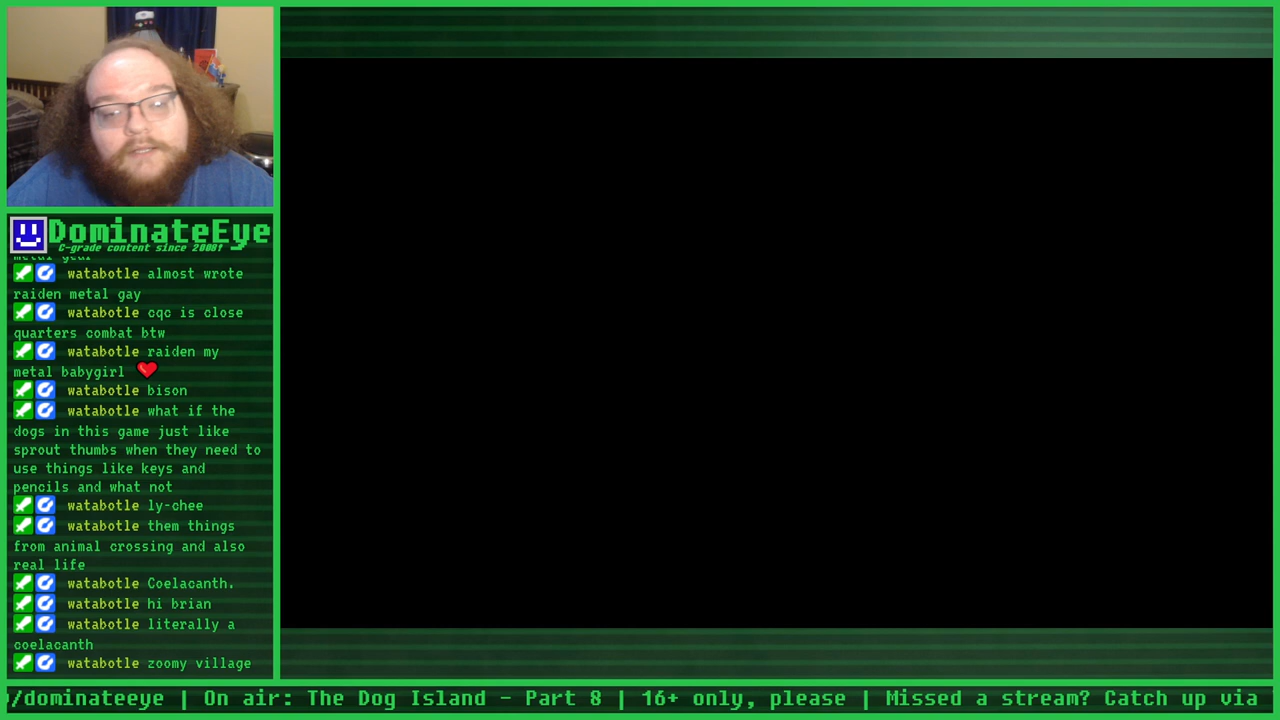 DominateEye
C-grade content since 2008!
metal gear
watabotle almost wrote
raiden metal gay
watabotle cqc is close
quarters combat btw
watabotle raiden my
metal babygirl
watabotle bison
watabotle what if the
dogs in this game just like
sprout thumbs when they need to
use things like keys and
pencils and what not
watabotle ly-chee
watabotle them things
from animal crossing and also
real life
watabotle Coelacanth.
watabotle hi brian
watabotle literally a
coelacanth
watabotle zoomy village
/dominateeye | On air: The Dog Island - Part 8 | 16+ only, please | Missed a stream? Catch up via